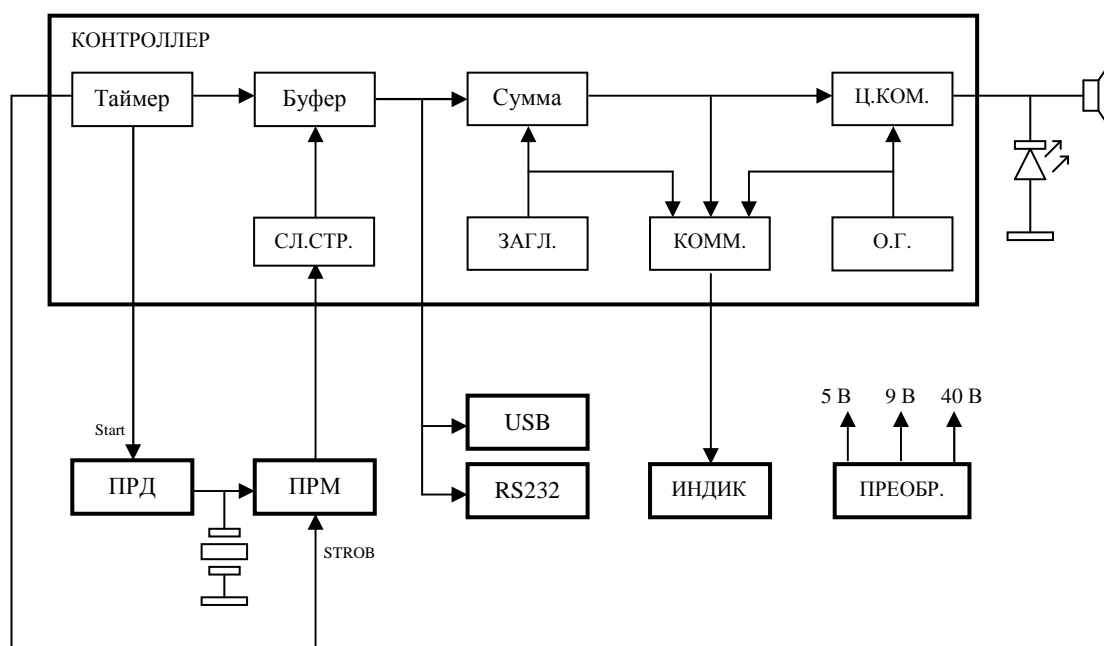 КОНТРОЛЛЕР
Таймер
Буфер
Сумма
Ц.КОМ.
СЛ.СТР.
ЗАГЛ.
КОММ.
О.Г.
5 В
9 В
40 В
Start
USB
ПРД
ПРМ
RS232
ИНДИК
ПРЕОБР.
STROB